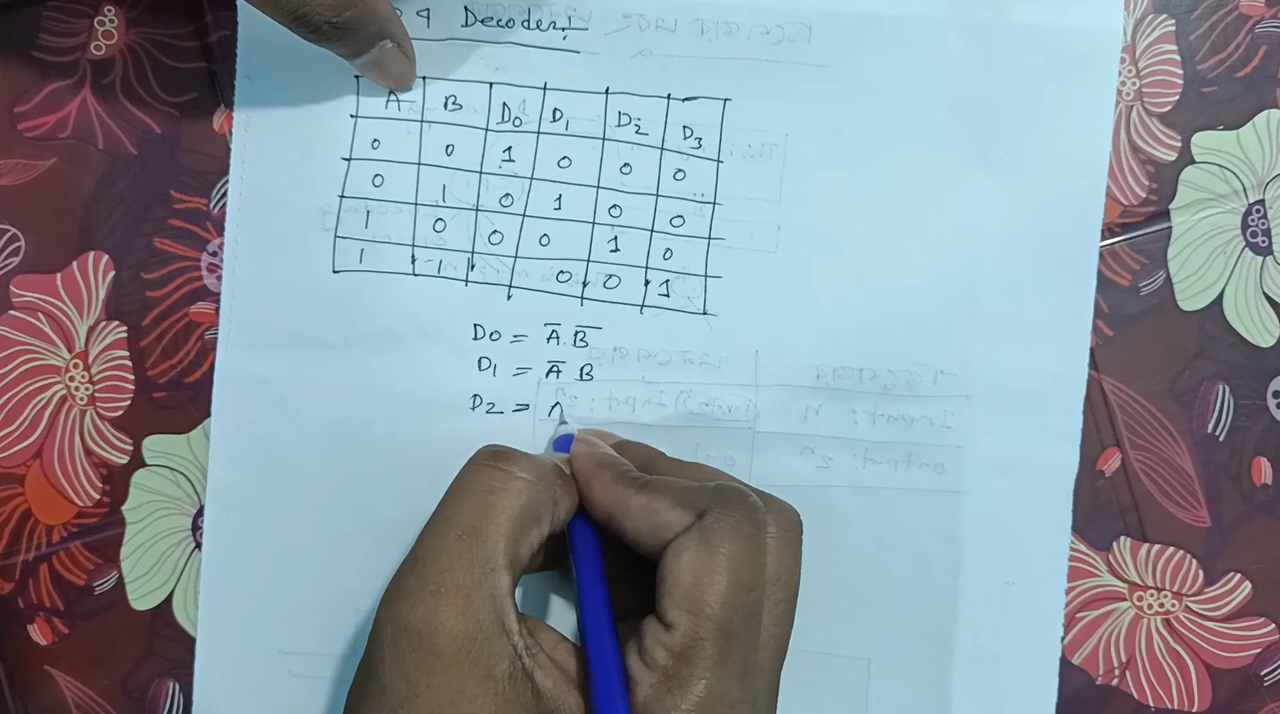 4 Decoder:
A B D0 D1 D2 D3
0 0 1 0 0 0
0 1 0 1 0 0
1 0 0 0 1 0
1 1 0 0 1
D0 = A̅.B̅
D1 = A̅ B
D2 = A